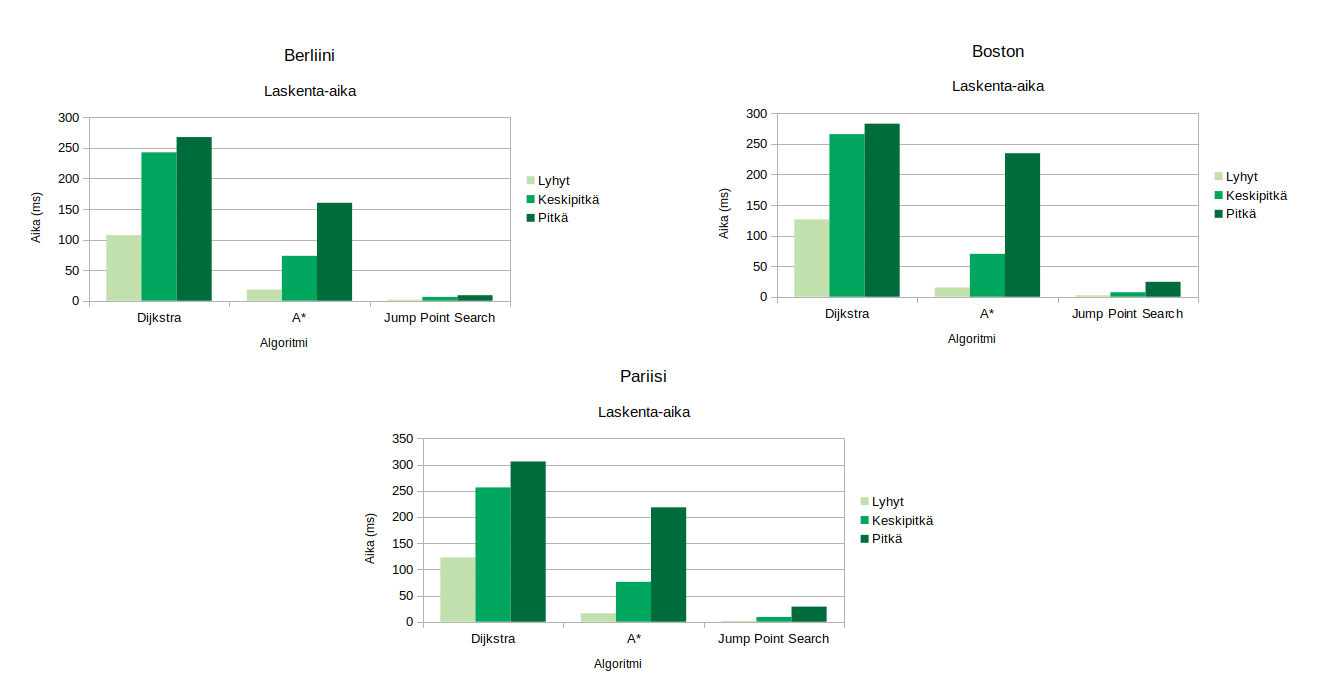 Berliini
Laskenta-aika
300
250
200
150
100
50
0
Aika (ms)
Dijkstra A* Jump Point Search
Algoritmi
Lyhyt
Keskipitkä
Pitkä
Boston
Laskenta-aika
300
250
200
150
100
50
0
Aika (ms)
Dijkstra A* Jump Point Search
Algoritmi
Lyhyt
Keskipitkä
Pitkä
Pariisi
Laskenta-aika
350
300
250
200
150
100
50
0
Aika (ms)
Dijkstra A* Jump Point Search
Algoritmi
Lyhyt
Keskipitkä
Pitkä